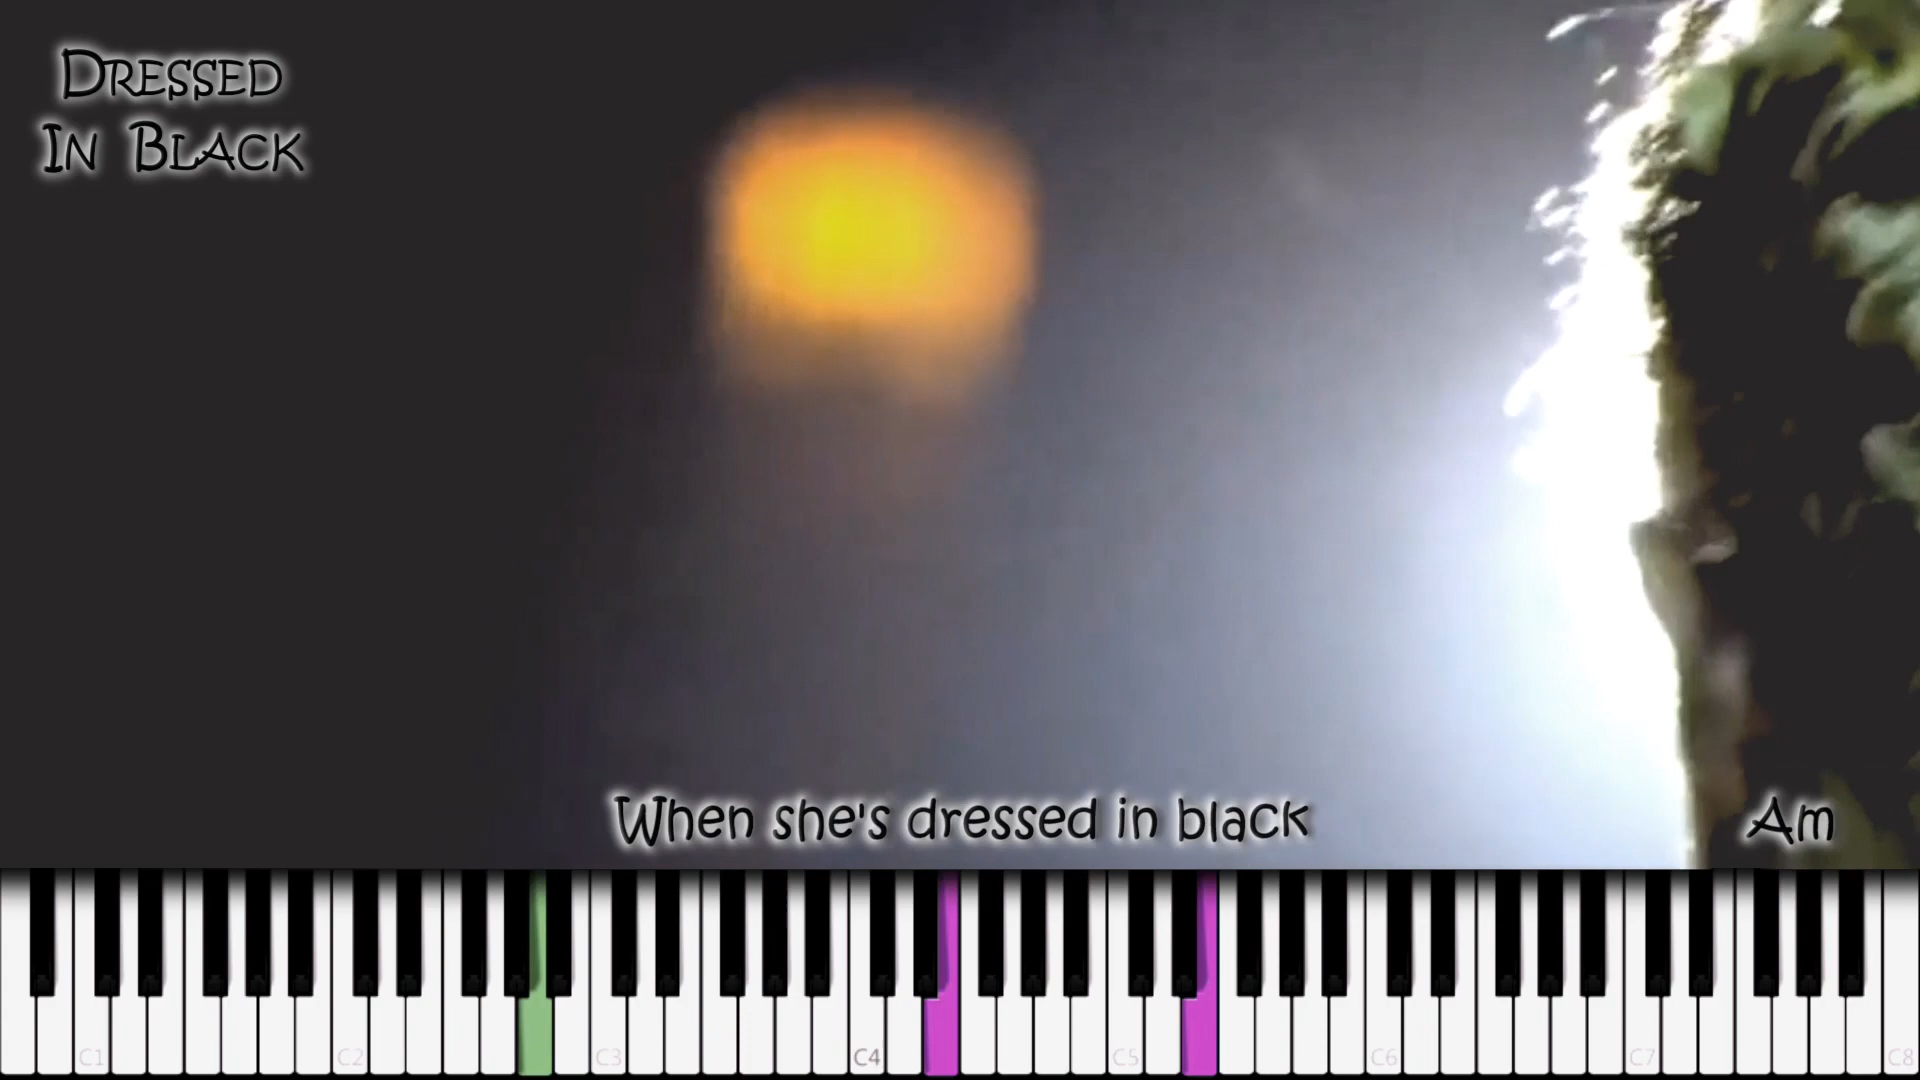 Dressed
In Black
When she's dressed in black
Am
C1 C2 C3 C4 C5 C6 C7 C8